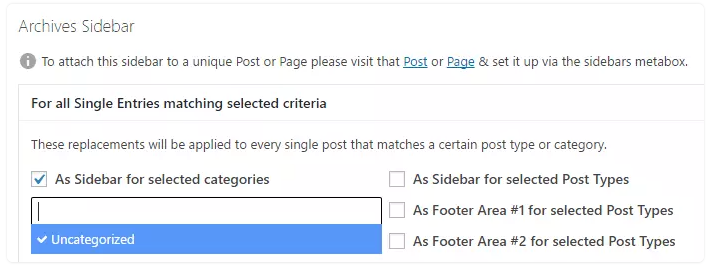 Archives Sidebar
To attach this sidebar to a unique Post or Page please visit that Post or Page & set it up via the sidebars metabox.
For all Single Entries matching selected criteria
These replacements will be applied to every single post that matches a certain post type or category.
As Sidebar for selected categories
As Sidebar for selected Post Types
As Footer Area #1 for selected Post Types
Uncategorized
As Footer Area #2 for selected Post Types